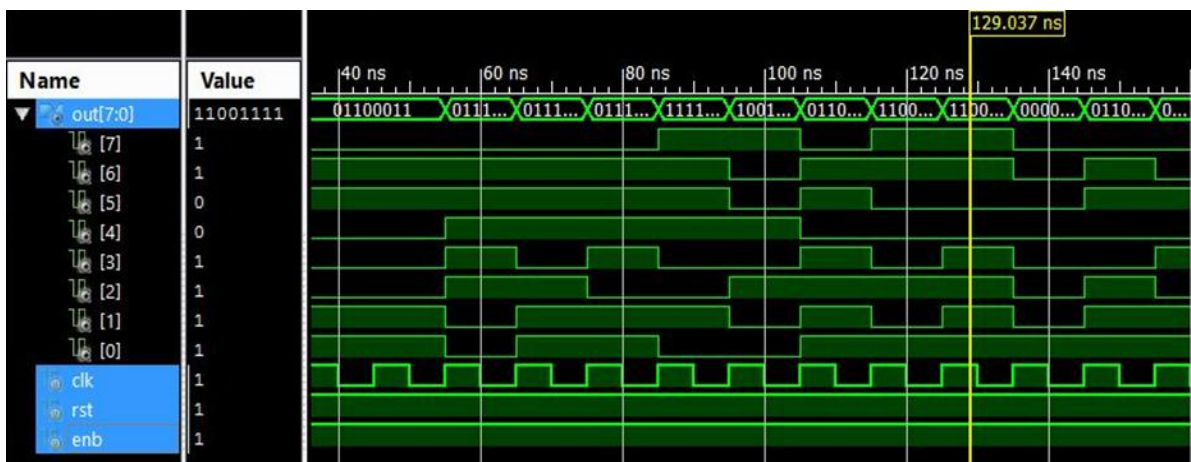 129.037 ns
Name Value
40 ns 60 ns 80 ns 100 ns 120 ns 140 ns
out[7:0] 11001111 01100011 0111... 0111... 0111... 1111... 1001... 0110... 1100... 1100... 0000... 0110... 0...
[7] 1
[6] 1
[5] 0
[4] 0
[3] 1
[2] 1
[1] 1
[0] 1
clk 1
rst 1
enb 1